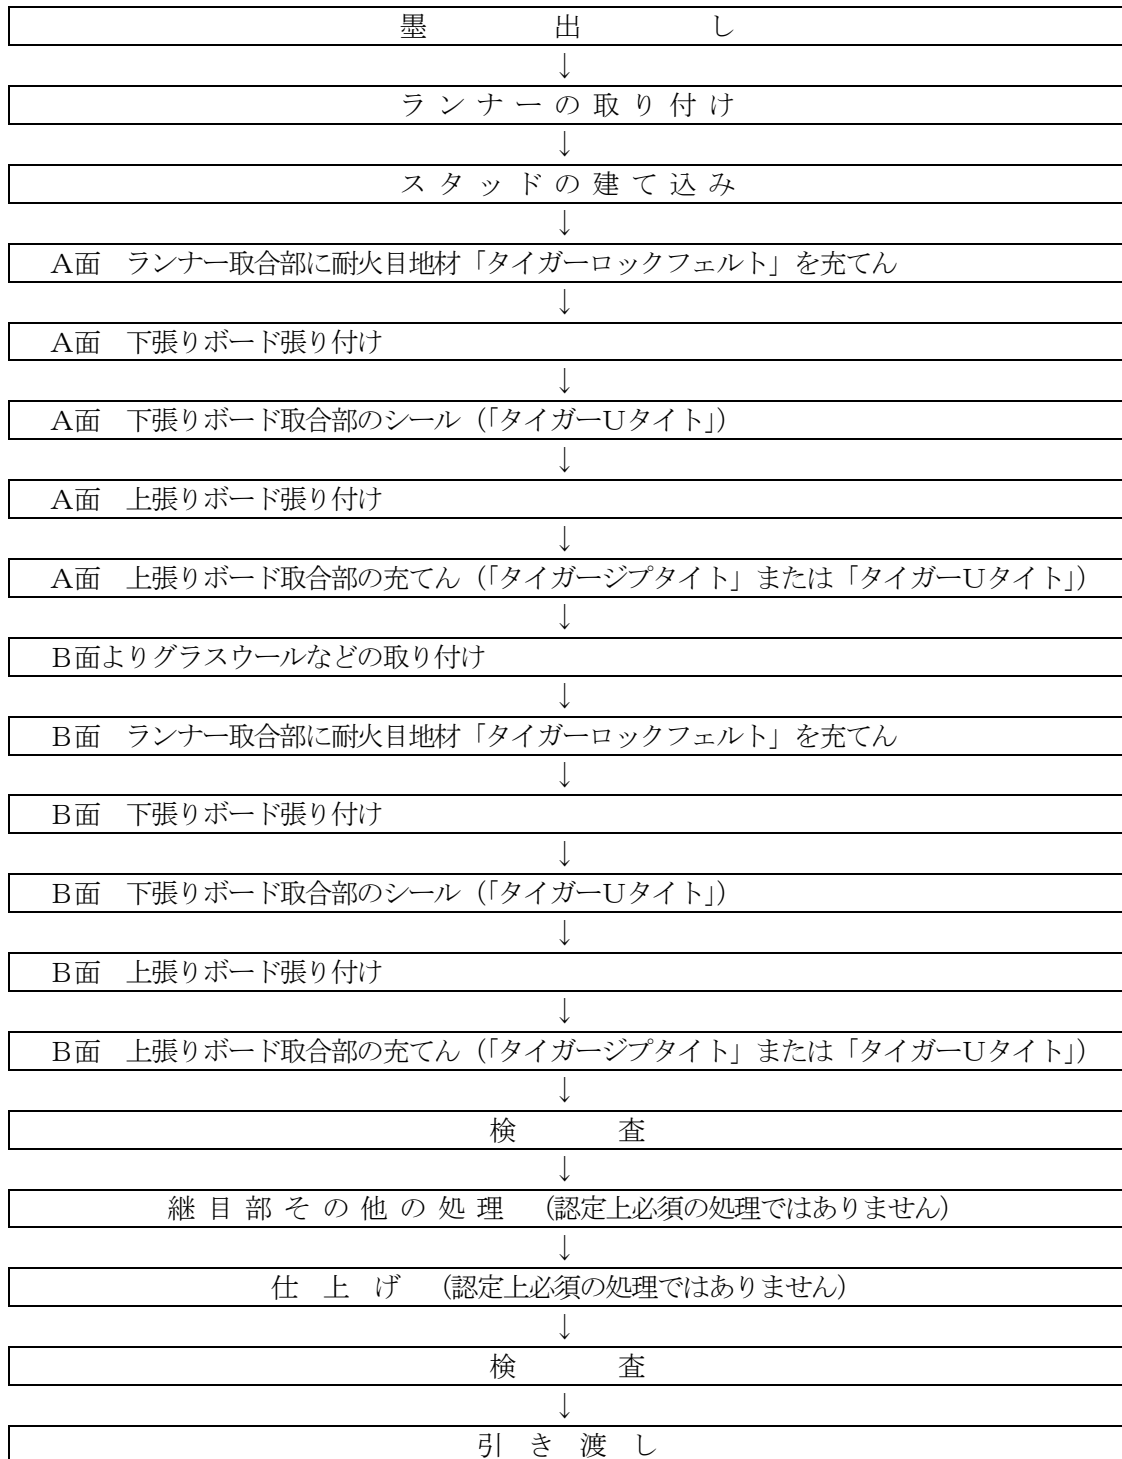 墨出し
↓
ランナーの取り付け
↓
スタッドの建て込み
↓
A面　ランナー取合部に耐火目地材「タイガーロックフェルト」を充てん
↓
A面　下張りボード張り付け
↓
A面　下張りボード取合部のシール（「タイガーUタイト」）
↓
A面　上張りボード張り付け
↓
A面　上張りボード取合部の充てん（「タイガージプタイト」または「タイガーUタイト」）
↓
B面よりグラスウールなどの取り付け
↓
B面　ランナー取合部に耐火目地材「タイガーロックフェルト」を充てん
↓
B面　下張りボード張り付け
↓
B面　下張りボード取合部のシール（「タイガーUタイト」）
↓
B面　上張りボード張り付け
↓
B面　上張りボード取合部の充てん（「タイガージプタイト」または「タイガーUタイト」）
↓
検査
↓
継目部その他の処理　（認定上必須の処理ではありません）
↓
仕上げ　（認定上必須の処理ではありません）
↓
検査
↓
引き渡し